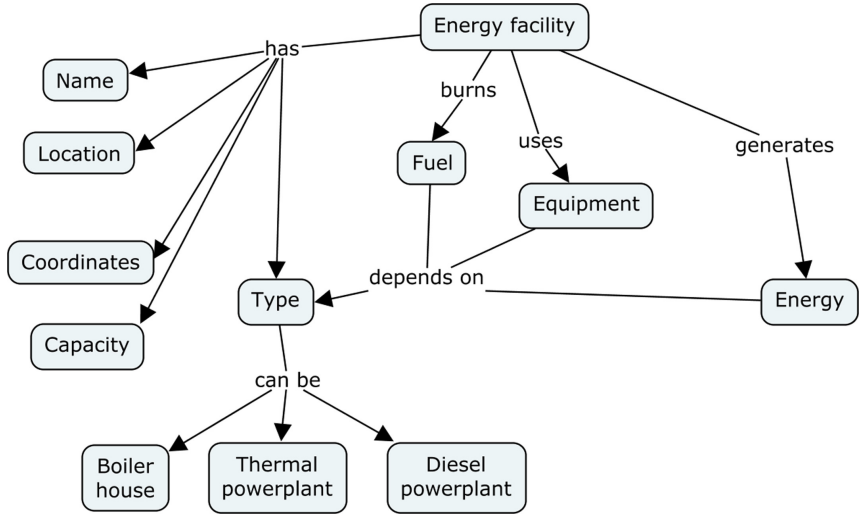 Energy facility
has
Name
burns
generates
uses
Location
Fuel
Equipment
Coordinates
depends on
Type
Energy
Capacity
can be
Boiler
house
Thermal
powerplant
Diesel
powerplant